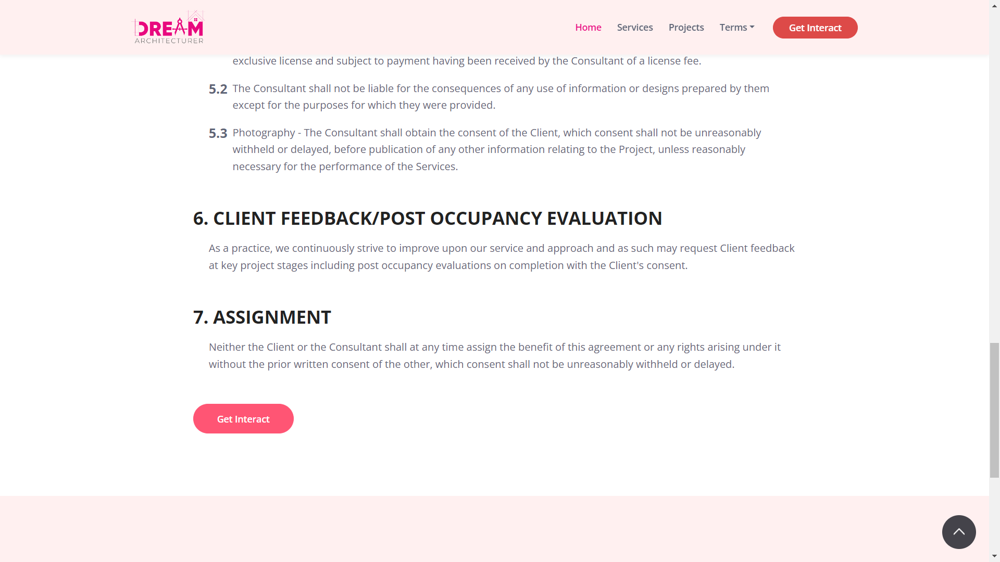 DREAM
ARCHITECTURER
Home
Services
Projects
Terms
Get Interact
exclusive license and subject to payment having been received by the Consultant of a license fee.
5.2 The Consultant shall not be liable for the consequences of any use of information or designs prepared by them
except for the purposes for which they were provided.
5.3 Photography - The Consultant shall obtain the consent of the Client, which consent shall not be unreasonably
withheld or delayed, before publication of any other information relating to the Project, unless reasonably
necessary for the performance of the Services.
6. CLIENT FEEDBACK/POST OCCUPANCY EVALUATION
As a practice, we continuously strive to improve upon our service and approach and as such may request Client feedback
at key project stages including post occupancy evaluations on completion with the Client's consent.
7. ASSIGNMENT
Neither the Client or the Consultant shall at any time assign the benefit of this agreement or any rights arising under it
without the prior written consent of the other, which consent shall not be unreasonably withheld or delayed.
Get Interact